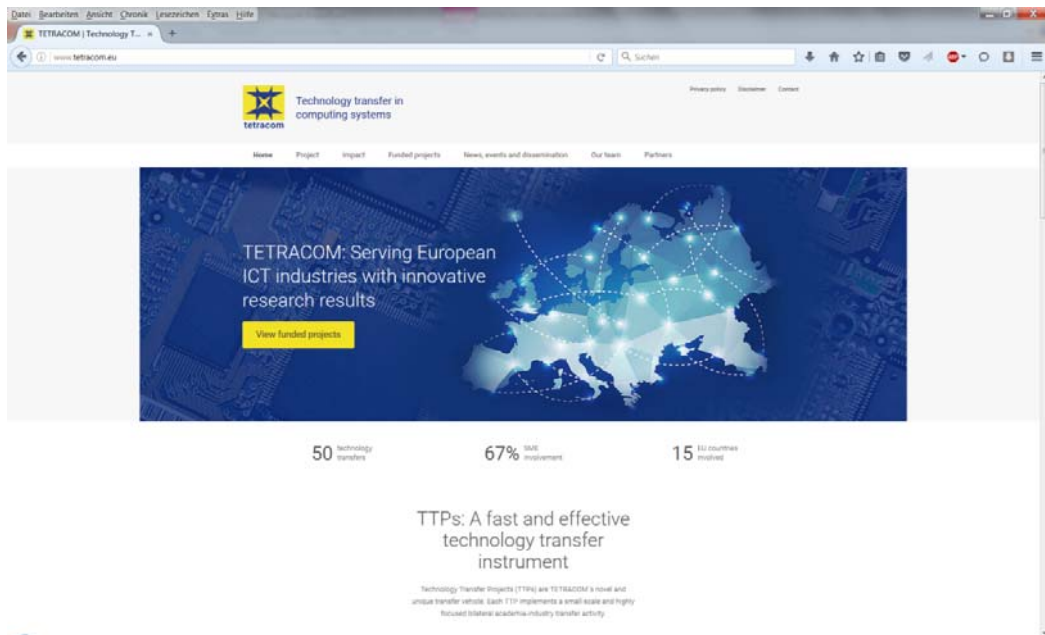 Datei Bearbeiten Ansicht Chronik Lesezeichen Extras Hilfe
TETRACOM | Technology T... × +
www.tetracom.eu
Suchen
Privacy policy Disclaimer Contact
Technology transfer in
computing systems
tetracom
Home Project Impact Funded projects News, events and dissemination Our team Partners
TETRACOM: Serving European
ICT industries with innovative
research results
View funded projects
50 technology
transfers
67% SME
involvement
15 EU countries
involved
TTPs: A fast and effective
technology transfer
instrument
Technology Transfer Projects (TTPs) are TETRACOM's novel and
unique transfer vehicle. Each TTP implements a small-scale and highly
focused bilateral academia-industry transfer activity.